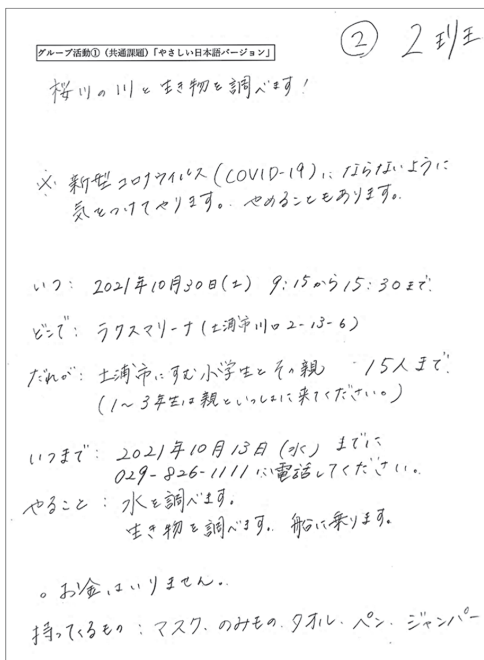 ② 2班
グループ活動①(共通課題)「やさしい日本語バージョン」
桜川の川と生き物を調べます!
※ 新型コロナウイルス(COVID-19)にならないように
気をつけてやります。やめることもあります。
いつ: 2021年10月30日(土) 9:15から15:30まで
どこで: ラクスマリーナ(土浦市川口2-13-6)
だれが: 土浦市にすむ小学生とその親 15人まで
(1~3年生は親といっしょに来てください。)
いつまで: 2021年10月13日(水)までに
029-826-1111に電話してください。
やること: 水を調べます。
生き物を調べます。船に乗ります。
。お金はいりません。
持ってくるもの:マスク、のみもの、タオル、ペン、ジャンパー